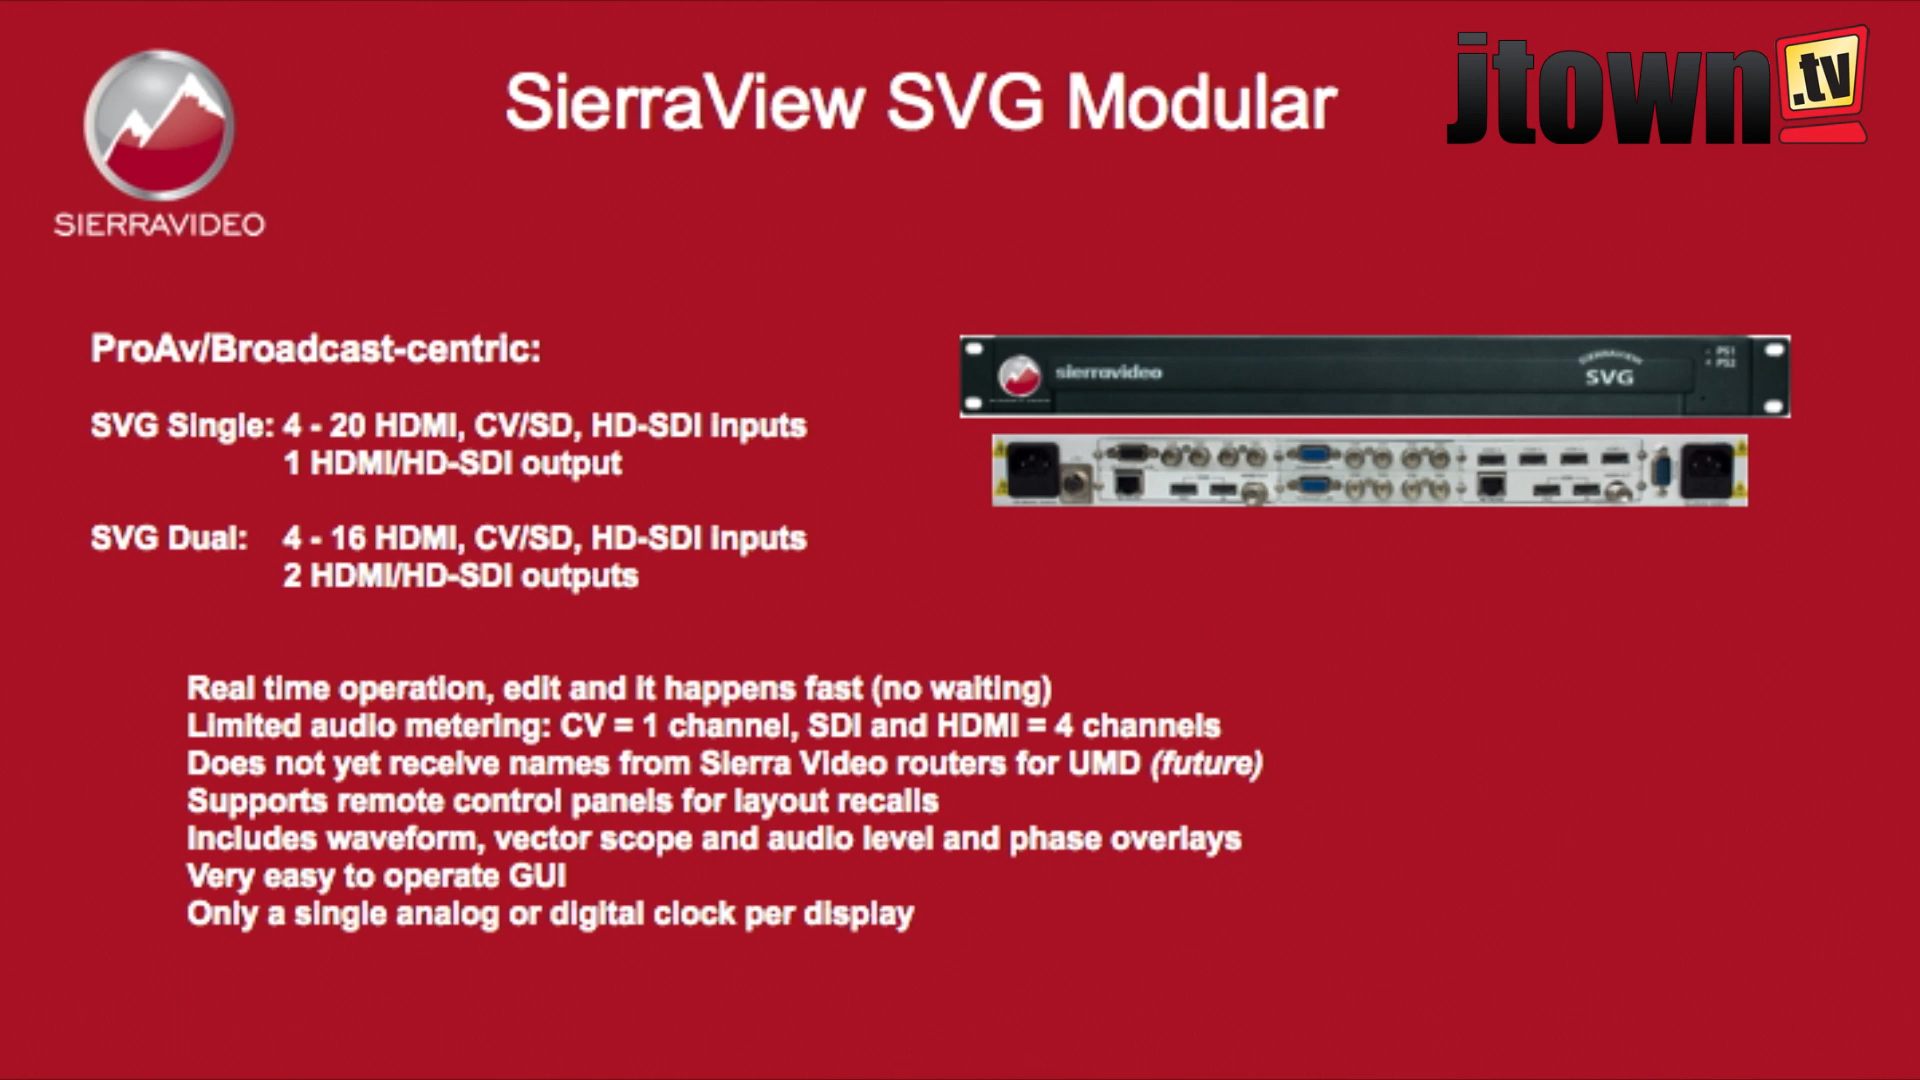 SierraView SVG Modular
jtown.tv
SIERRAVIDEO
ProAv/Broadcast-centric:
SVG Single: 4 - 20 HDMI, CV/SD, HD-SDI inputs
1 HDMI/HD-SDI output
SVG Dual: 4 - 16 HDMI, CV/SD, HD-SDI inputs
2 HDMI/HD-SDI outputs
sierravideo
SIERRAVIEW
SVG
PS1
PS2
Real time operation, edit and it happens fast (no waiting)
Limited audio metering: CV = 1 channel, SDI and HDMI = 4 channels
Does not yet receive names from Sierra Video routers for UMD (future)
Supports remote control panels for layout recalls
Includes waveform, vector scope and audio level and phase overlays
Very easy to operate GUI
Only a single analog or digital clock per display